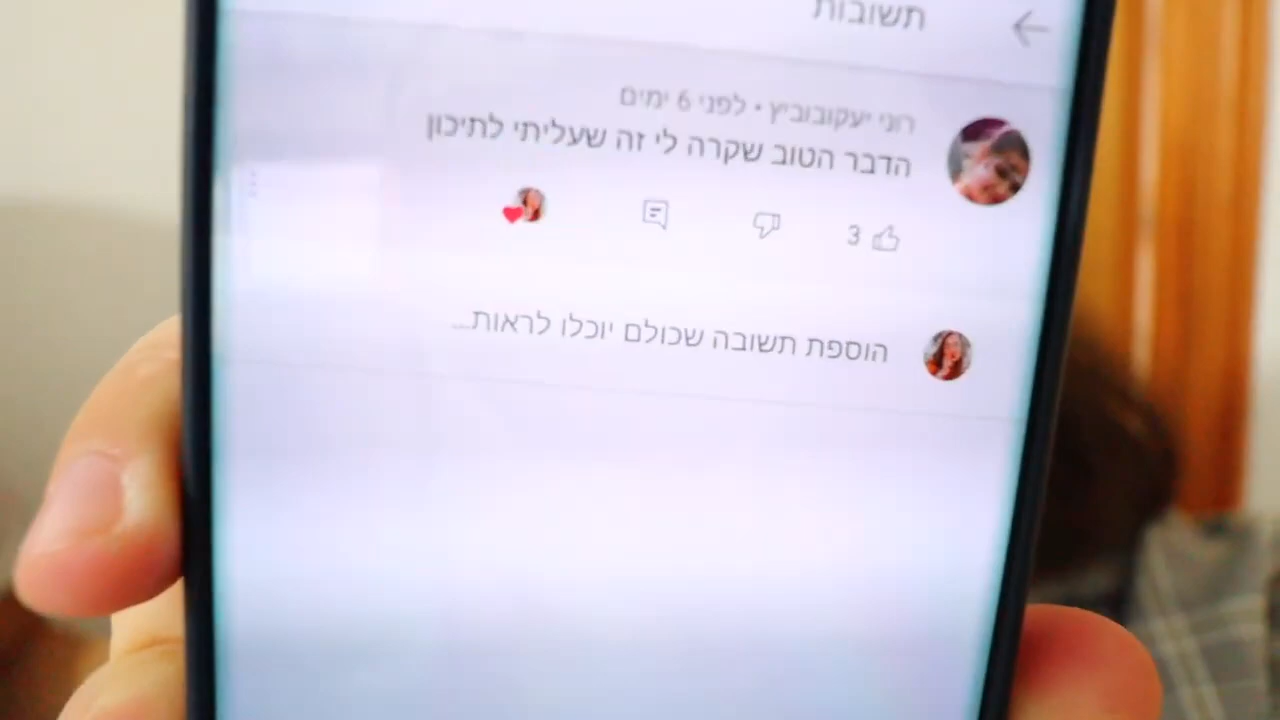 תשובות
רוני יעקובוביץ • לפני 6 ימים
הדבר הטוב שקרה לי זה שעליתי לתיכון
3
הוספת תשובה שכולם יוכלו לראות...